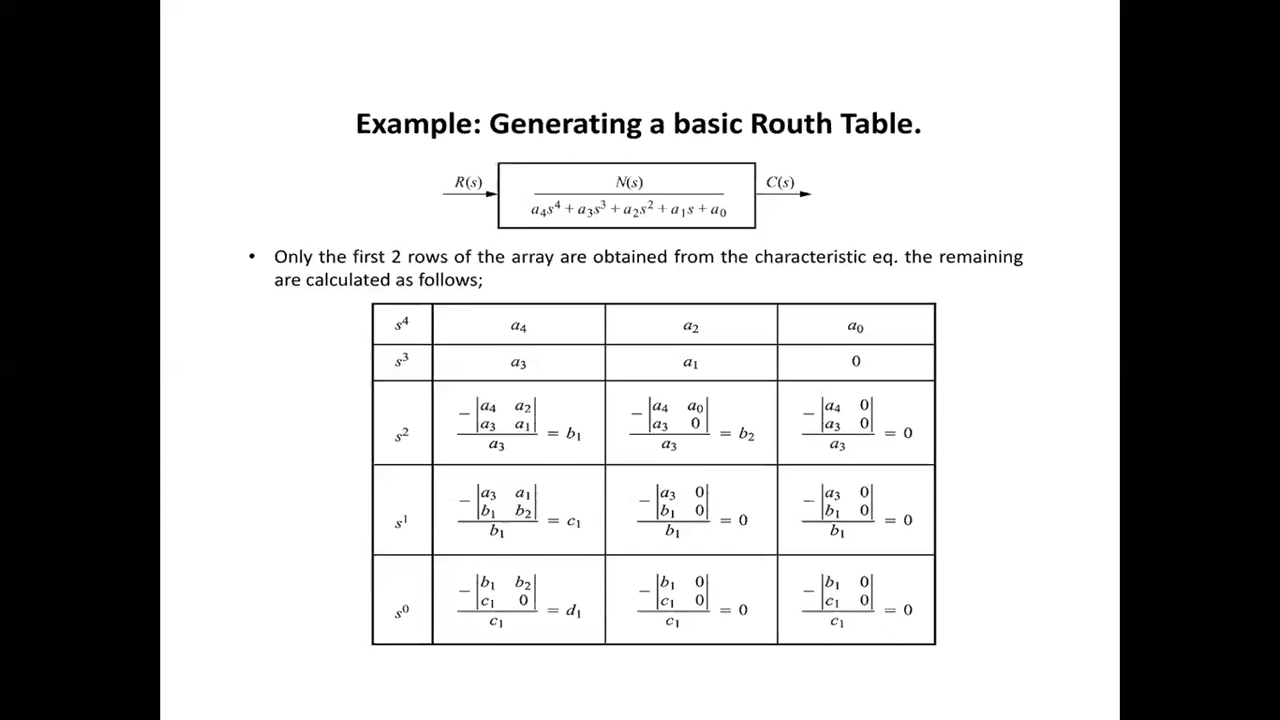 Example: Generating a basic Routh Table.
R(s) N(s) C(s)
a₄s⁴ + a₃s³ + a₂s² + a₁s + a₀
• Only the first 2 rows of the array are obtained from the characteristic eq. the remaining
are calculated as follows;
s⁴ a₄ a₂ a₀
s³ a₃ a₁ 0
−|a₄ a₂| −|a₄ a₀| −|a₄ 0|
|a₃ a₁| |a₃ 0| |a₃ 0|
s² = b₁ = b₂ = 0
a₃ a₃ a₃
−|a₃ a₁| −|a₃ 0| −|a₃ 0|
|b₁ b₂| |b₁ 0| |b₁ 0|
s¹ = c₁ = 0 = 0
b₁ b₁ b₁
−|b₁ b₂| −|b₁ 0| −|b₁ 0|
|c₁ 0| |c₁ 0| |c₁ 0|
s⁰ = d₁ = 0 = 0
c₁ c₁ c₁